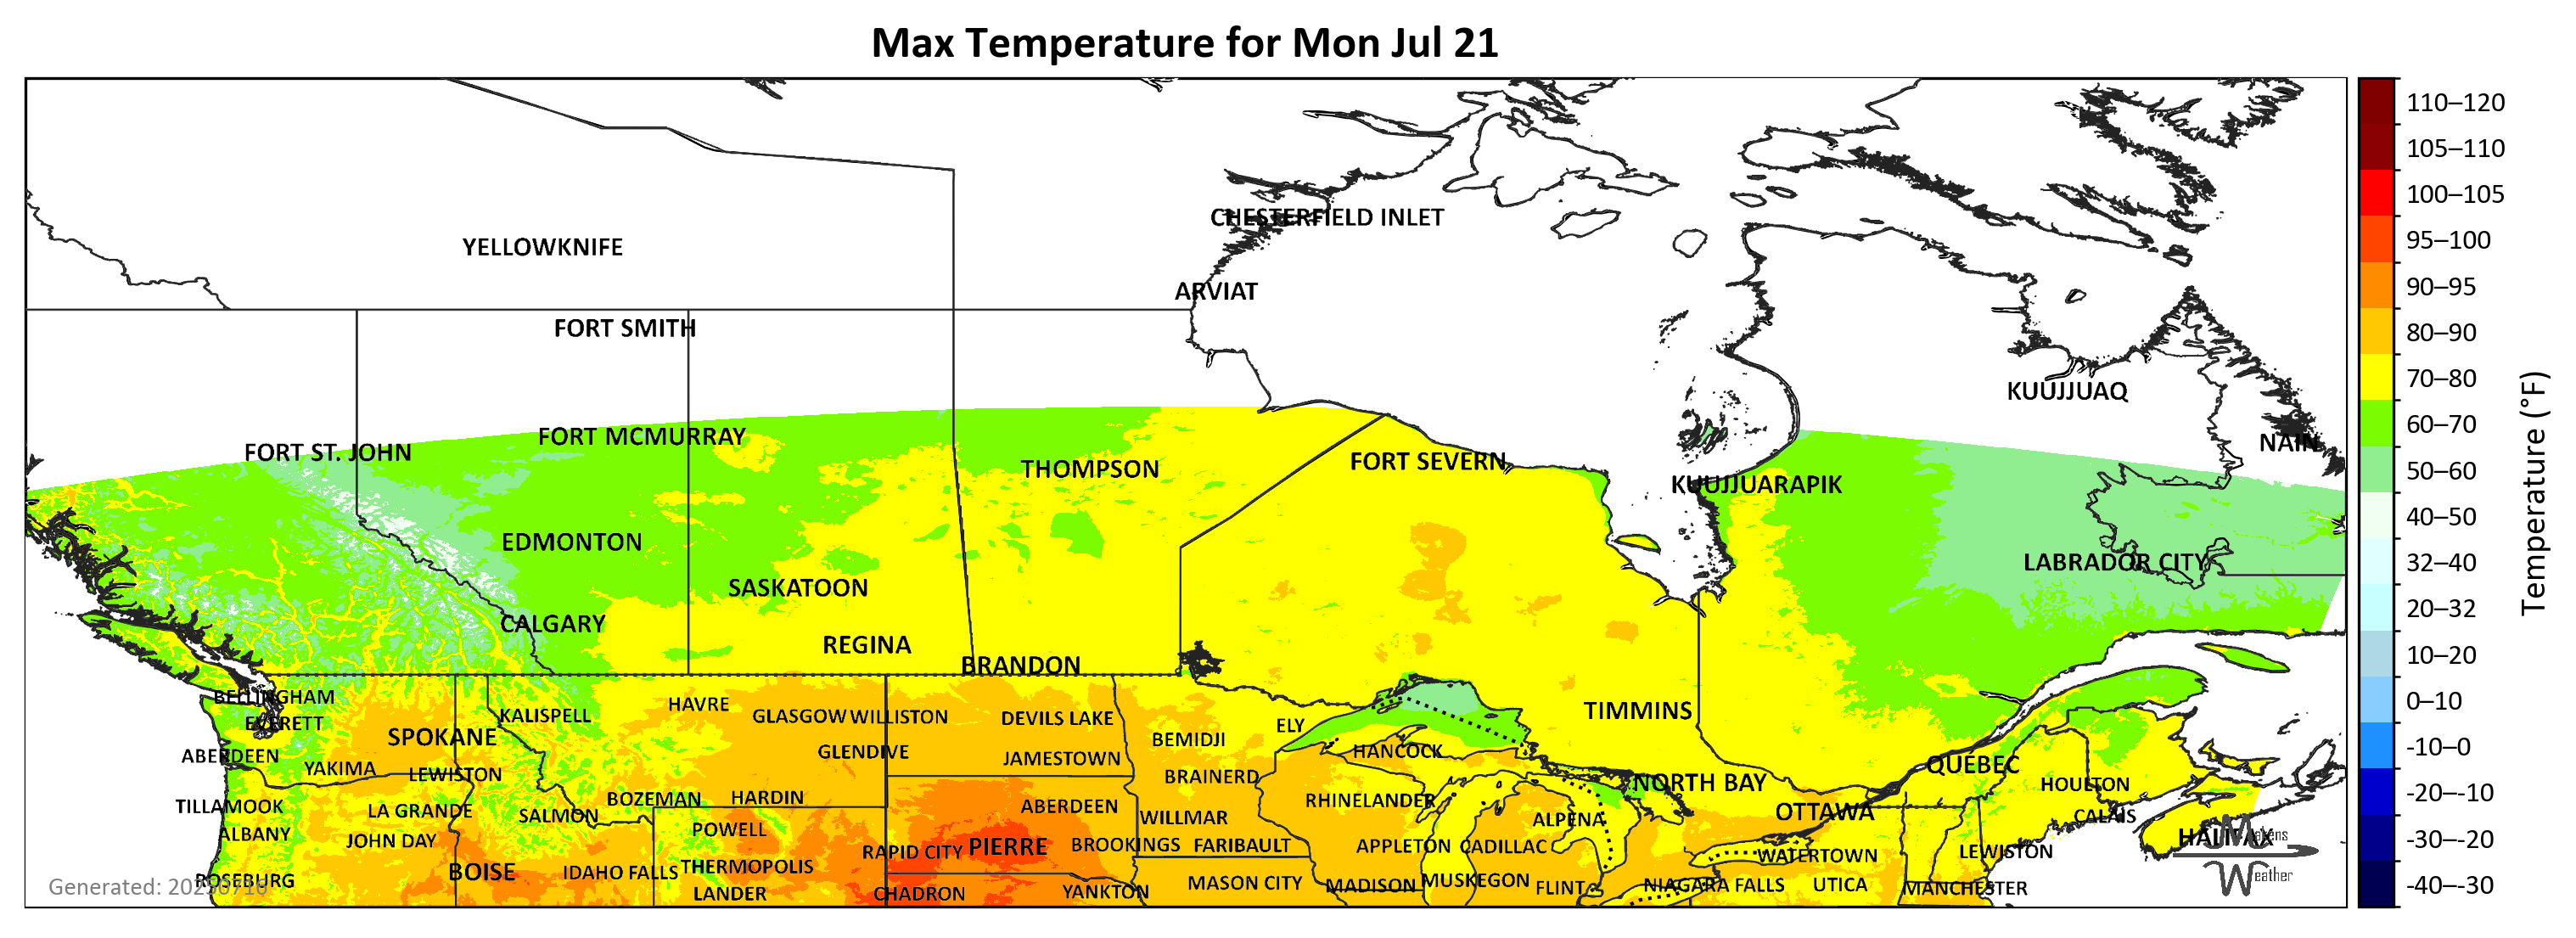 Max Temperature for Mon Jul 21
110–120
105–110
100–105
95–100
90–95
80–90
70–80
60–70
50–60
40–50
32–40
20–32
10–20
0–10
-10–0
-20–-10
-30–-20
-40–-30
Temperature (°F)
CHESTERFIELD INLET
YELLOWKNIFE
ARVIAT
FORT SMITH
KUUJJUAQ
NAIN
FORT MCMURRAY
FORT ST. JOHN
THOMPSON
FORT SEVERN
KUUJJUARAPIK
EDMONTON
LABRADOR CITY
SASKATOON
CALGARY
REGINA
BRANDON
BELLINGHAM
HAVRE
KALISPELL
GLASGOW
WILLISTON
DEVILS LAKE
TIMMINS
EVERETT
ELY
SPOKANE
BEMIDJI
GLENDIVE
HANCOCK
ABERDEEN
JAMESTOWN
QUÉBEC
YAKIMA
LEWISTON
BRAINERD
NORTH BAY
HOULTON
BOZEMAN
HARDIN
RHINELANDER
TILLAMOOK
LA GRANDE
SALMON
ABERDEEN
WILLMAR
OTTAWA
CALAIS
ALPENA
ALBANY
JOHN DAY
POWELL
HALIFAX
Makens
Weather
RAPID CITY
PIERRE
BROOKINGS
FARIBAULT
APPLETON
CADILLAC
WATERTOWN
LEWISTON
BOISE
IDAHO FALLS
THERMOPOLIS
Generated: 20250716
ROSEBURG
LANDER
CHADRON
YANKTON
MASON CITY
MADISON
MUSKEGON
FLINT
NIAGARA FALLS
UTICA
MANCHESTER